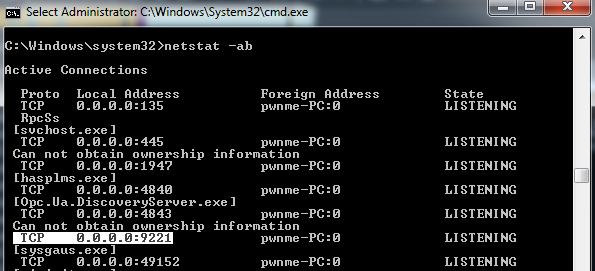 Select Administrator: C:\Windows\System32\cmd.exe
C:\Windows\system32>netstat -ab
Active Connections
Proto Local Address Foreign Address State
TCP 0.0.0.0:135 pwnme-PC:0 LISTENING
RpcSs
[svchost.exe]
TCP 0.0.0.0:445 pwnme-PC:0 LISTENING
Can not obtain ownership information
TCP 0.0.0.0:1947 pwnme-PC:0 LISTENING
[hasplms.exe]
TCP 0.0.0.0:4840 pwnme-PC:0 LISTENING
[Opc.Ua.DiscoveryServer.exe]
TCP 0.0.0.0:4843 pwnme-PC:0 LISTENING
Can not obtain ownership information
TCP 0.0.0.0:9221 pwnme-PC:0 LISTENING
[sysgaus.exe]
TCP 0.0.0.0:49152 pwnme-PC:0 LISTENING